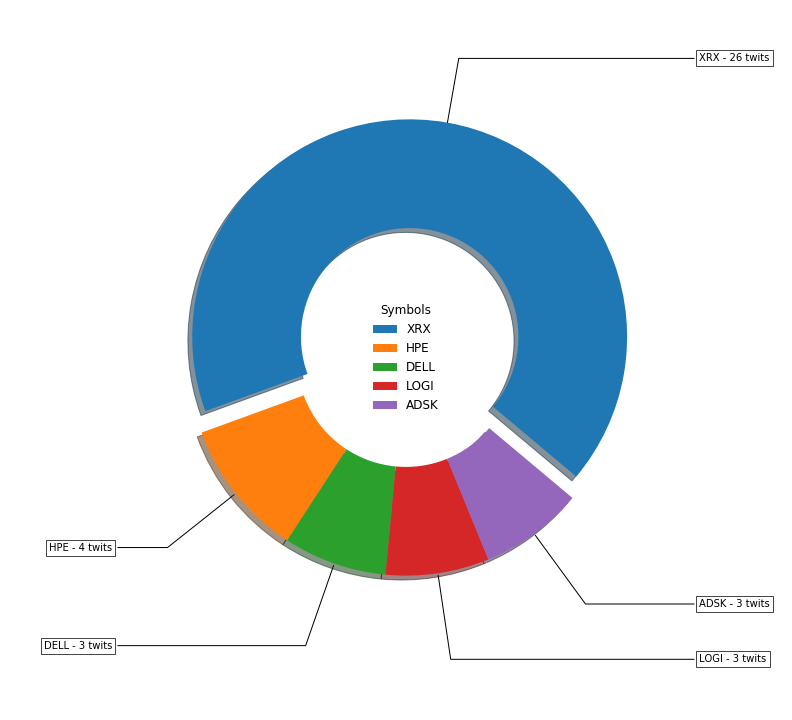 XRX - 26 twits
Symbols
XRX
HPE
DELL
LOGI
ADSK
HPE - 4 twits
ADSK - 3 twits
DELL - 3 twits
LOGI - 3 twits